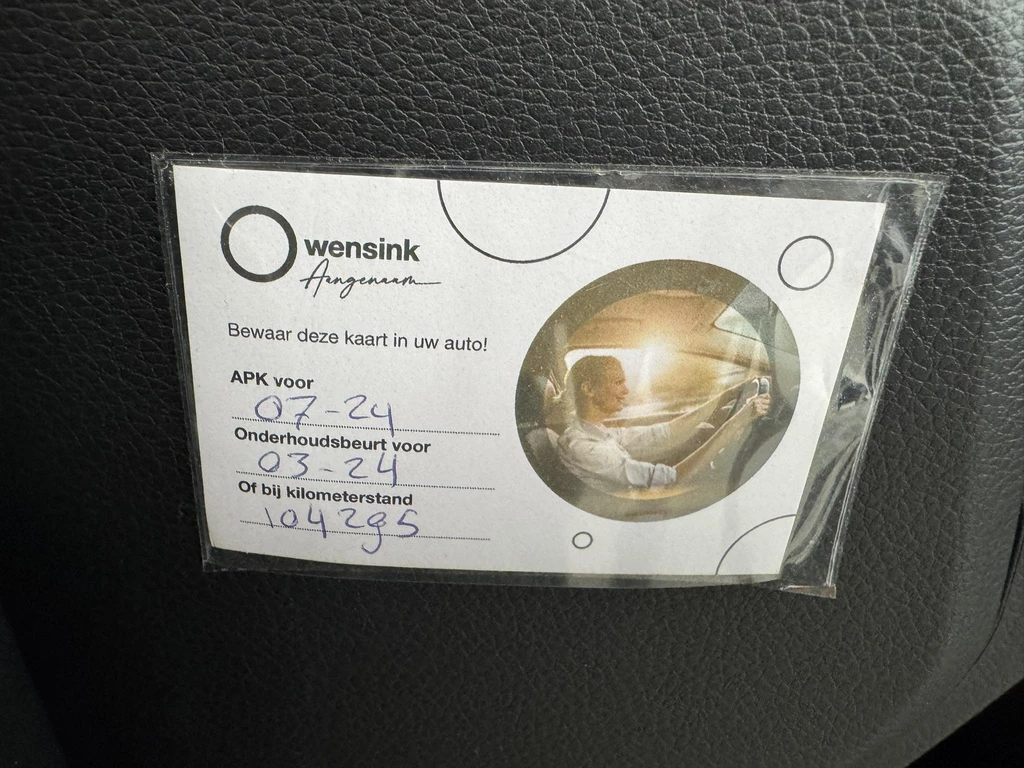 wensink
Aangenaam
Bewaar deze kaart in uw auto!
APK voor
07-24
Onderhoudsbeurt voor
03-24
Of bij kilometerstand
104295